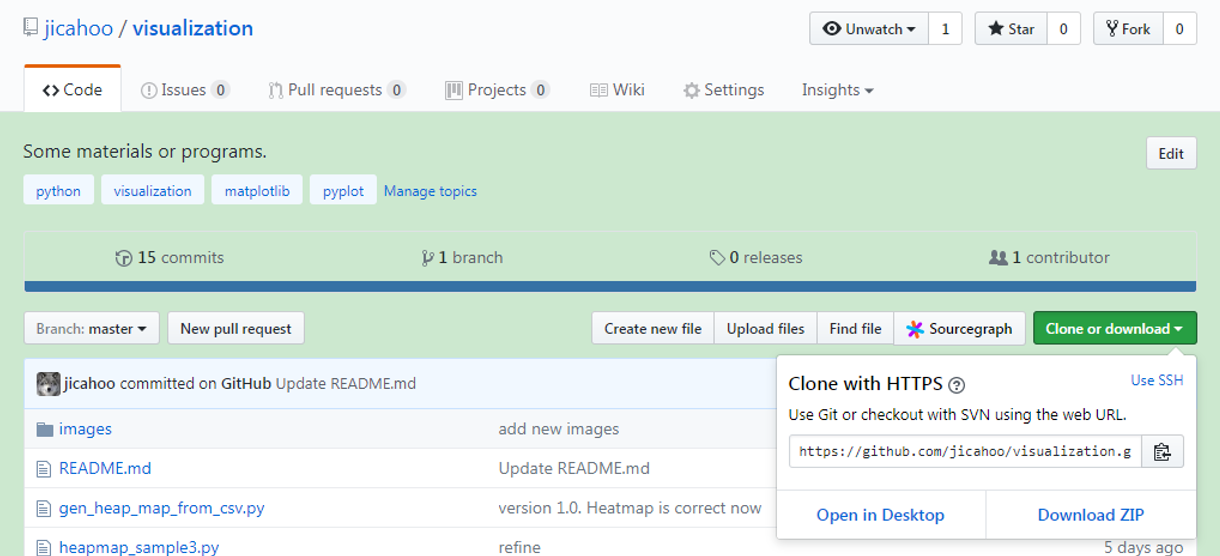 jicahoo / visualization Unwatch 1 Star 0 Fork 0
Code Issues 0 Pull requests 0 Projects 0 Wiki Settings Insights
Some materials or programs. Edit
python visualization matplotlib pyplot Manage topics
15 commits 1 branch 0 releases 1 contributor
Branch: master New pull request Create new file Upload files Find file Sourcegraph Clone or download
jicahoo committed on GitHub Update README.md
Clone with HTTPS ? Use SSH
Use Git or checkout with SVN using the web URL.
images add new images
https://github.com/jicahoo/visualization.g
README.md Update README.md
gen_heap_map_from_csv.py version 1.0. Heatmap is correct now
Open in Desktop Download ZIP
heapmap_sample3.py refine 5 days ago